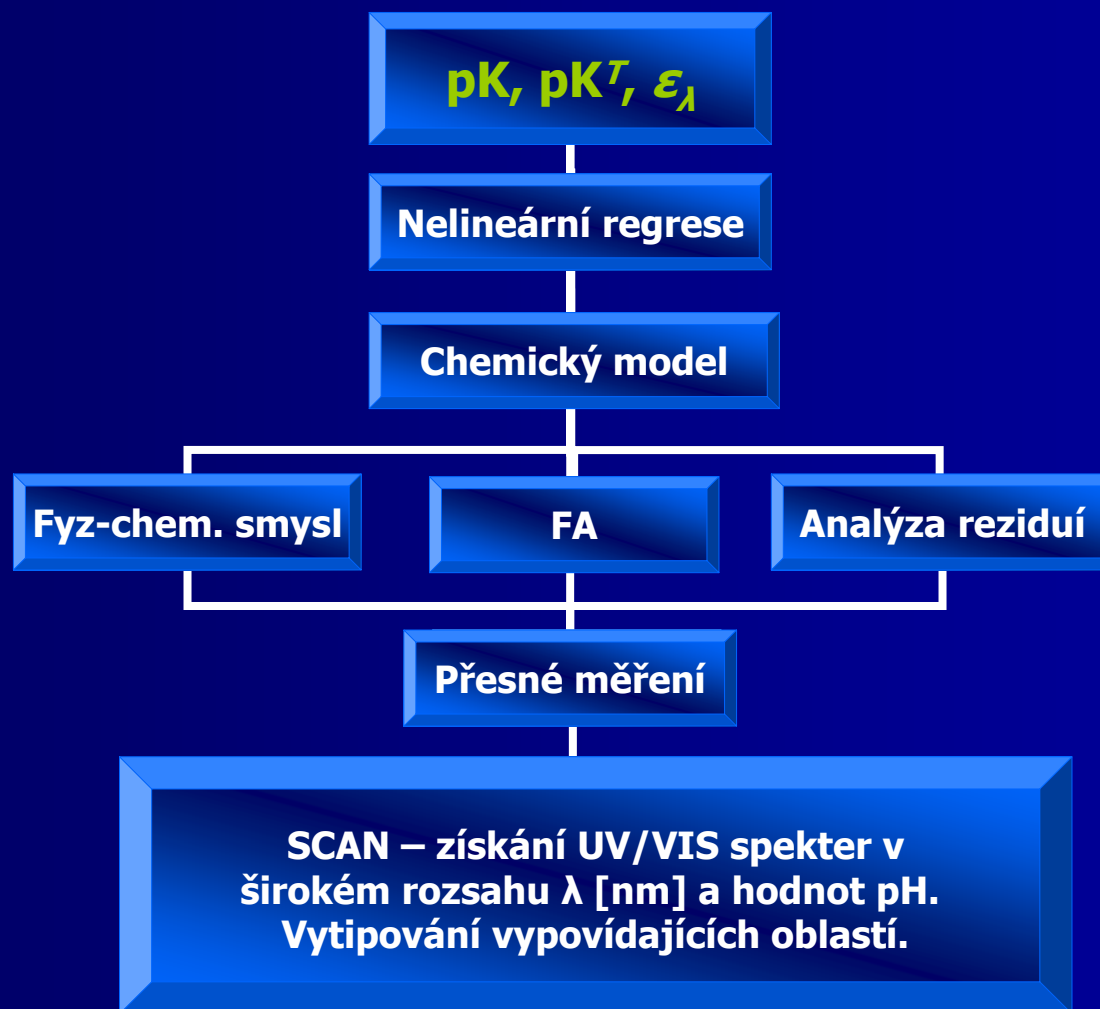 pK, pKᵀ, ε_λ
Nelineární regrese
Chemický model
Fyz-chem. smysl
FA
Analýza reziduí
Přesné měření
SCAN – získání UV/VIS spekter v
širokém rozsahu λ [nm] a hodnot pH.
Vytipování vypovídajících oblastí.